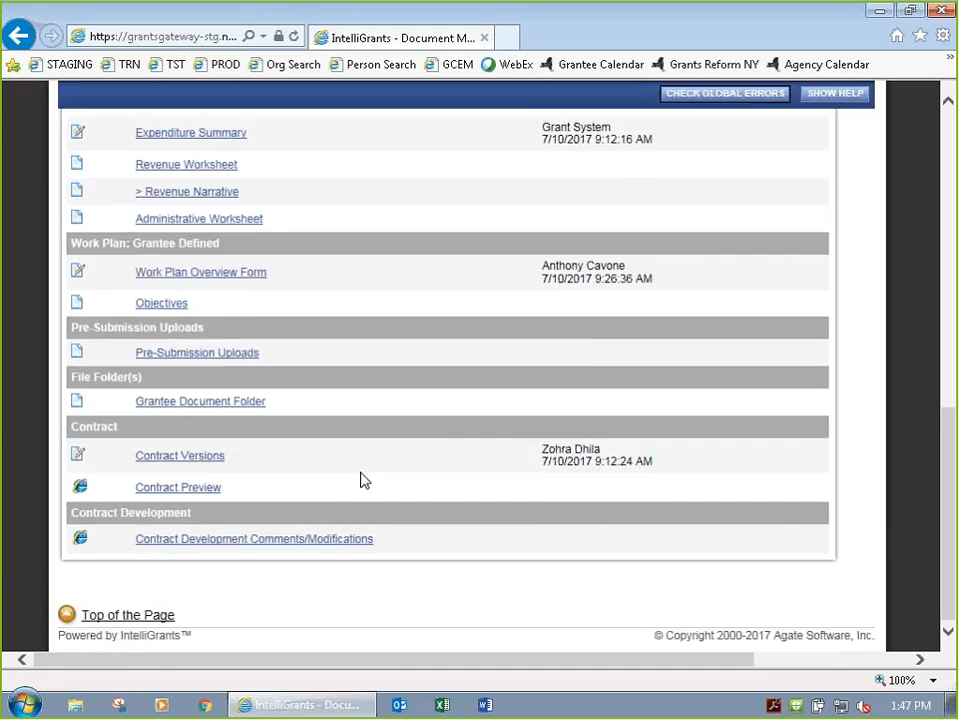 https://grantsgateway-stg.n...
IntelliGrants - Document M...
STAGING TRN TST PROD Org Search Person Search GCEM WebEx Grantee Calendar Grants Reform NY Agency Calendar »
CHECK GLOBAL ERRORS SHOW HELP
Expenditure Summary Grant System
7/10/2017 9:12:16 AM
Revenue Worksheet
> Revenue Narrative
Administrative Worksheet
Work Plan: Grantee Defined
Work Plan Overview Form Anthony Cavone
7/10/2017 9:26:36 AM
Objectives
Pre-Submission Uploads
Pre-Submission Uploads
File Folder(s)
Grantee Document Folder
Contract
Contract Versions Zohra Dhila
7/10/2017 9:12:24 AM
Contract Preview
Contract Development
Contract Development Comments/Modifications
Top of the Page
Powered by IntelliGrants™ © Copyright 2000-2017 Agate Software, Inc.
100%
IntelliGrants - Docu... 1:47 PM